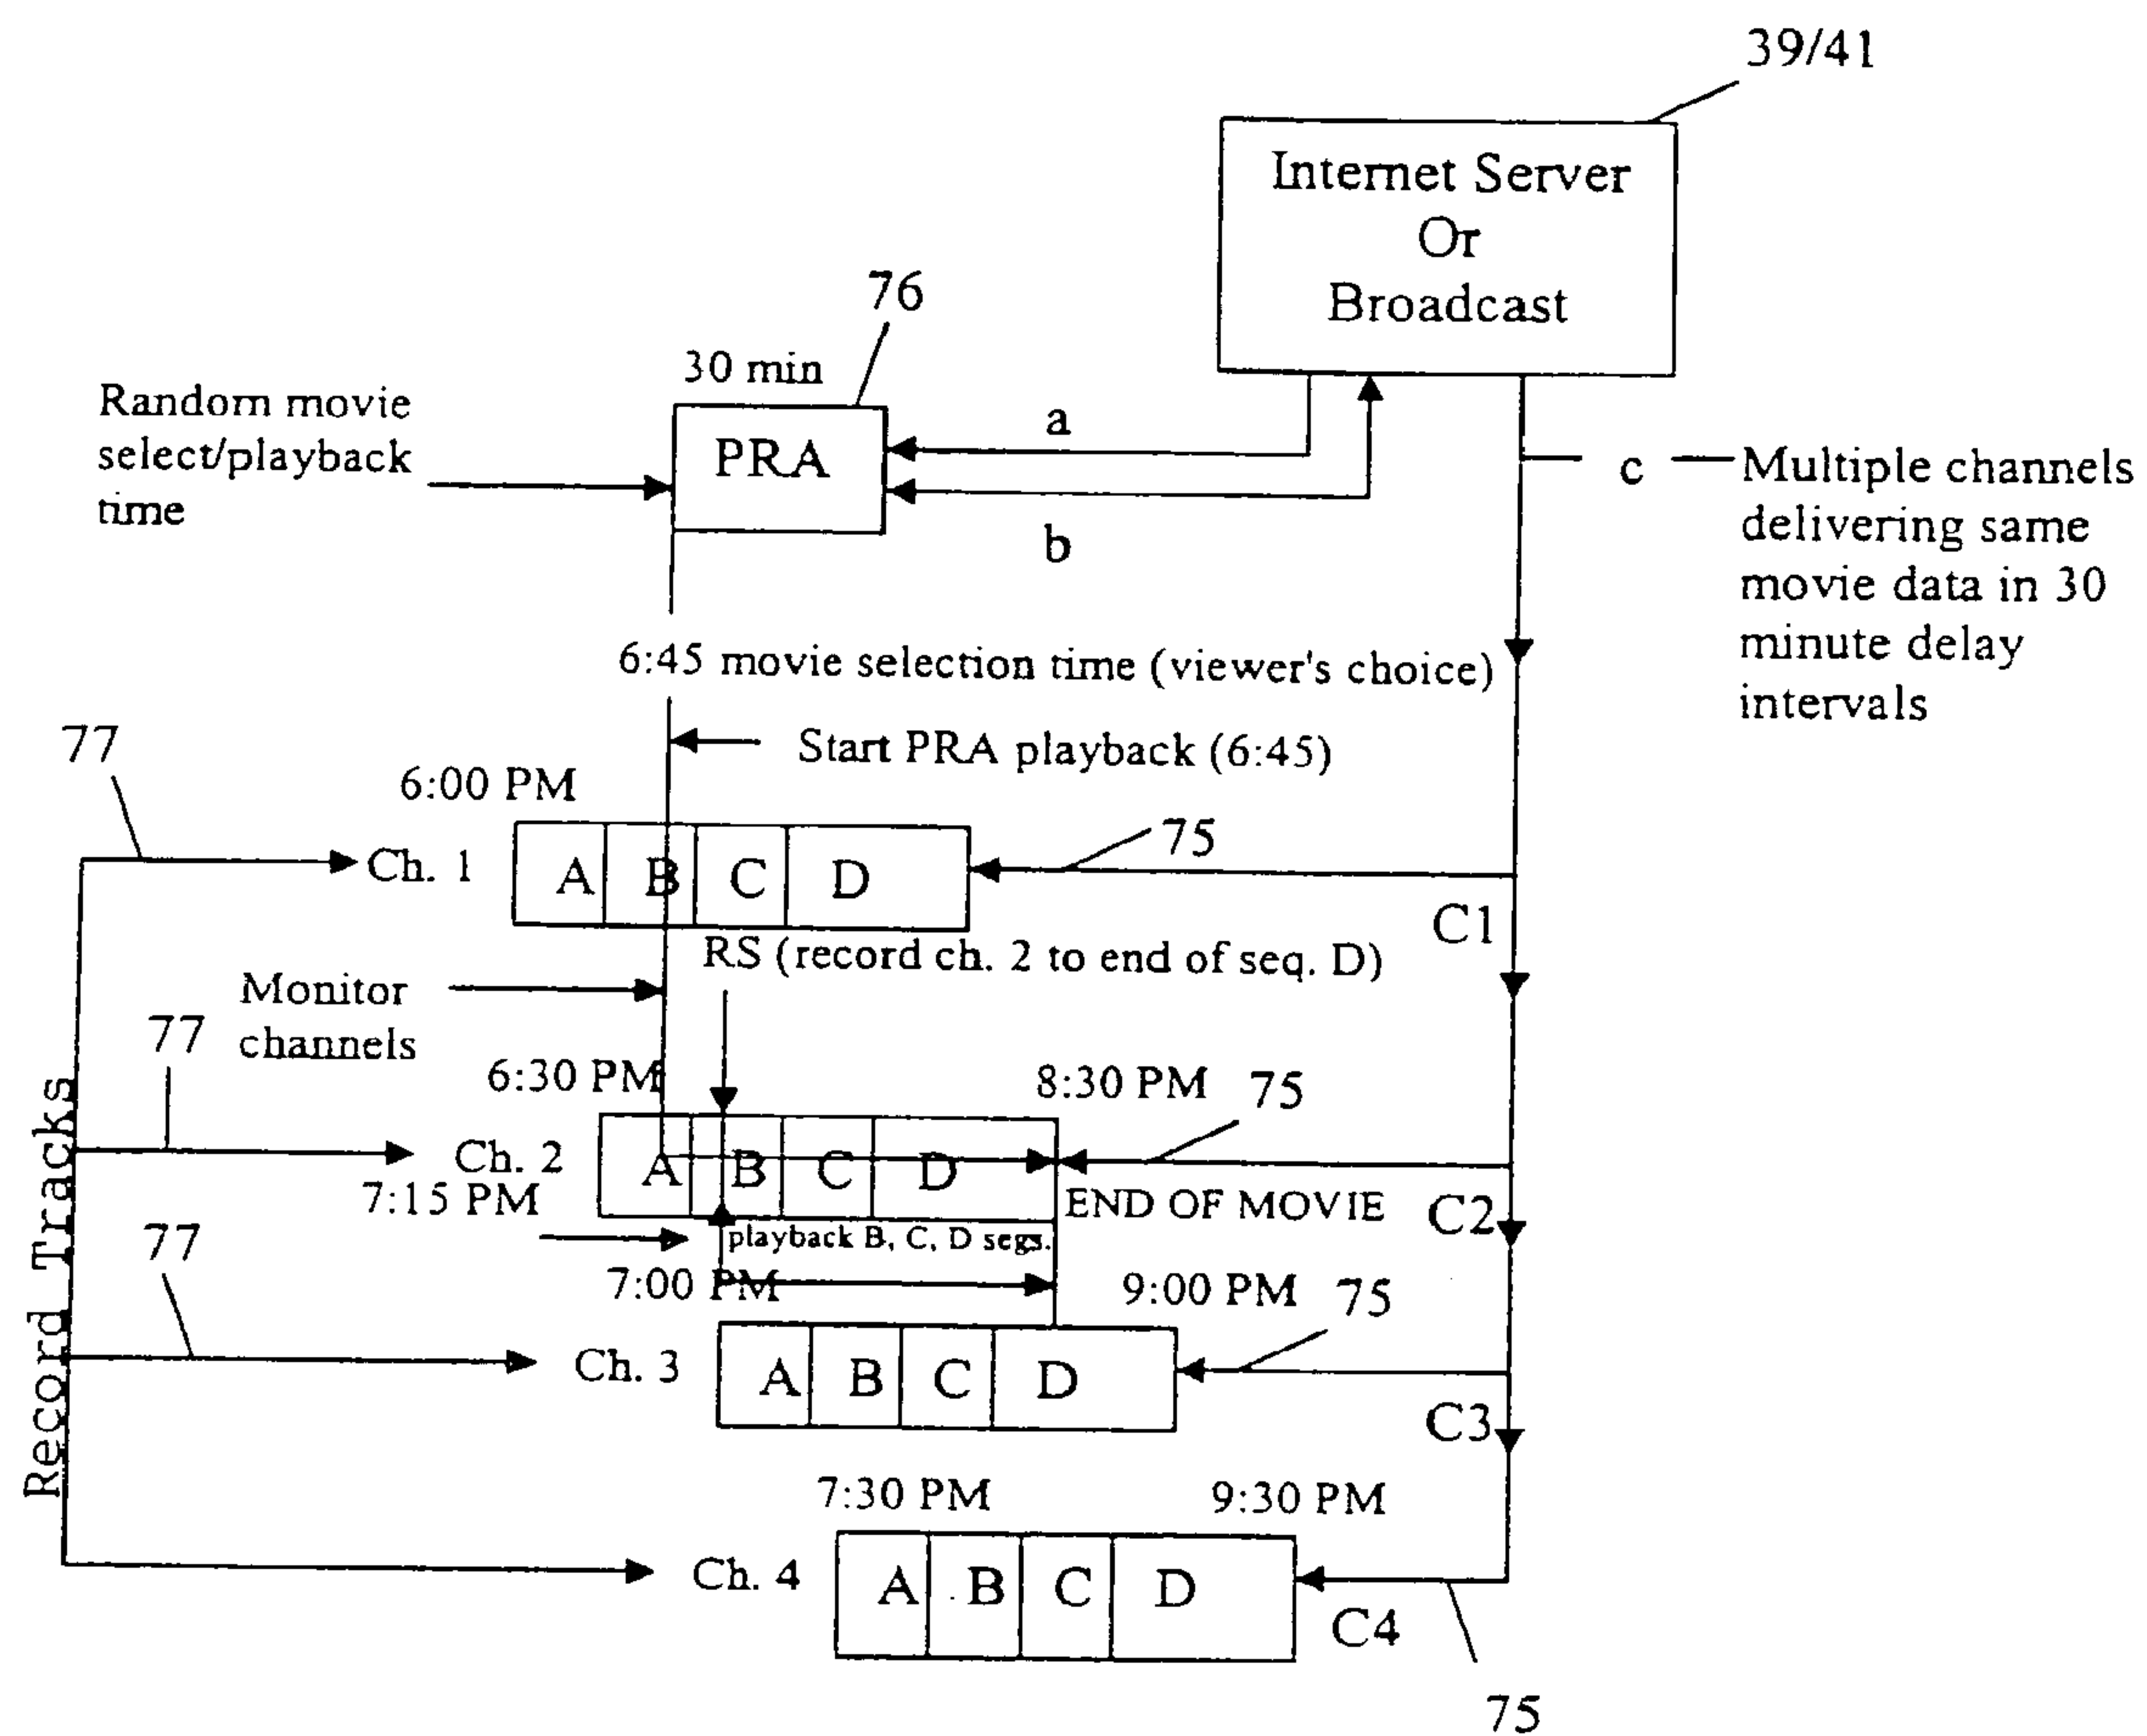 39/41
Internet Server
Or
Broadcast
76
30 min
PRA
Random movie
select/playback
time
a
b
c
Multiple channels
delivering same
movie data in 30
minute delay
intervals
6:45 movie selection time (viewer's choice)
Start PRA playback (6:45)
77
6:00 PM
Ch. 1
A B C D
75
C1
RS (record ch. 2 to end of seq. D)
Monitor
channels
77
6:30 PM
8:30 PM
75
Ch. 2
A B C D
7:15 PM
END OF MOVIE
C2
playback B, C, D segs.
77
7:00 PM
9:00 PM
75
Ch. 3
A B C D
C3
Record Tracks
7:30 PM
9:30 PM
Ch. 4
A B C D
C4
75